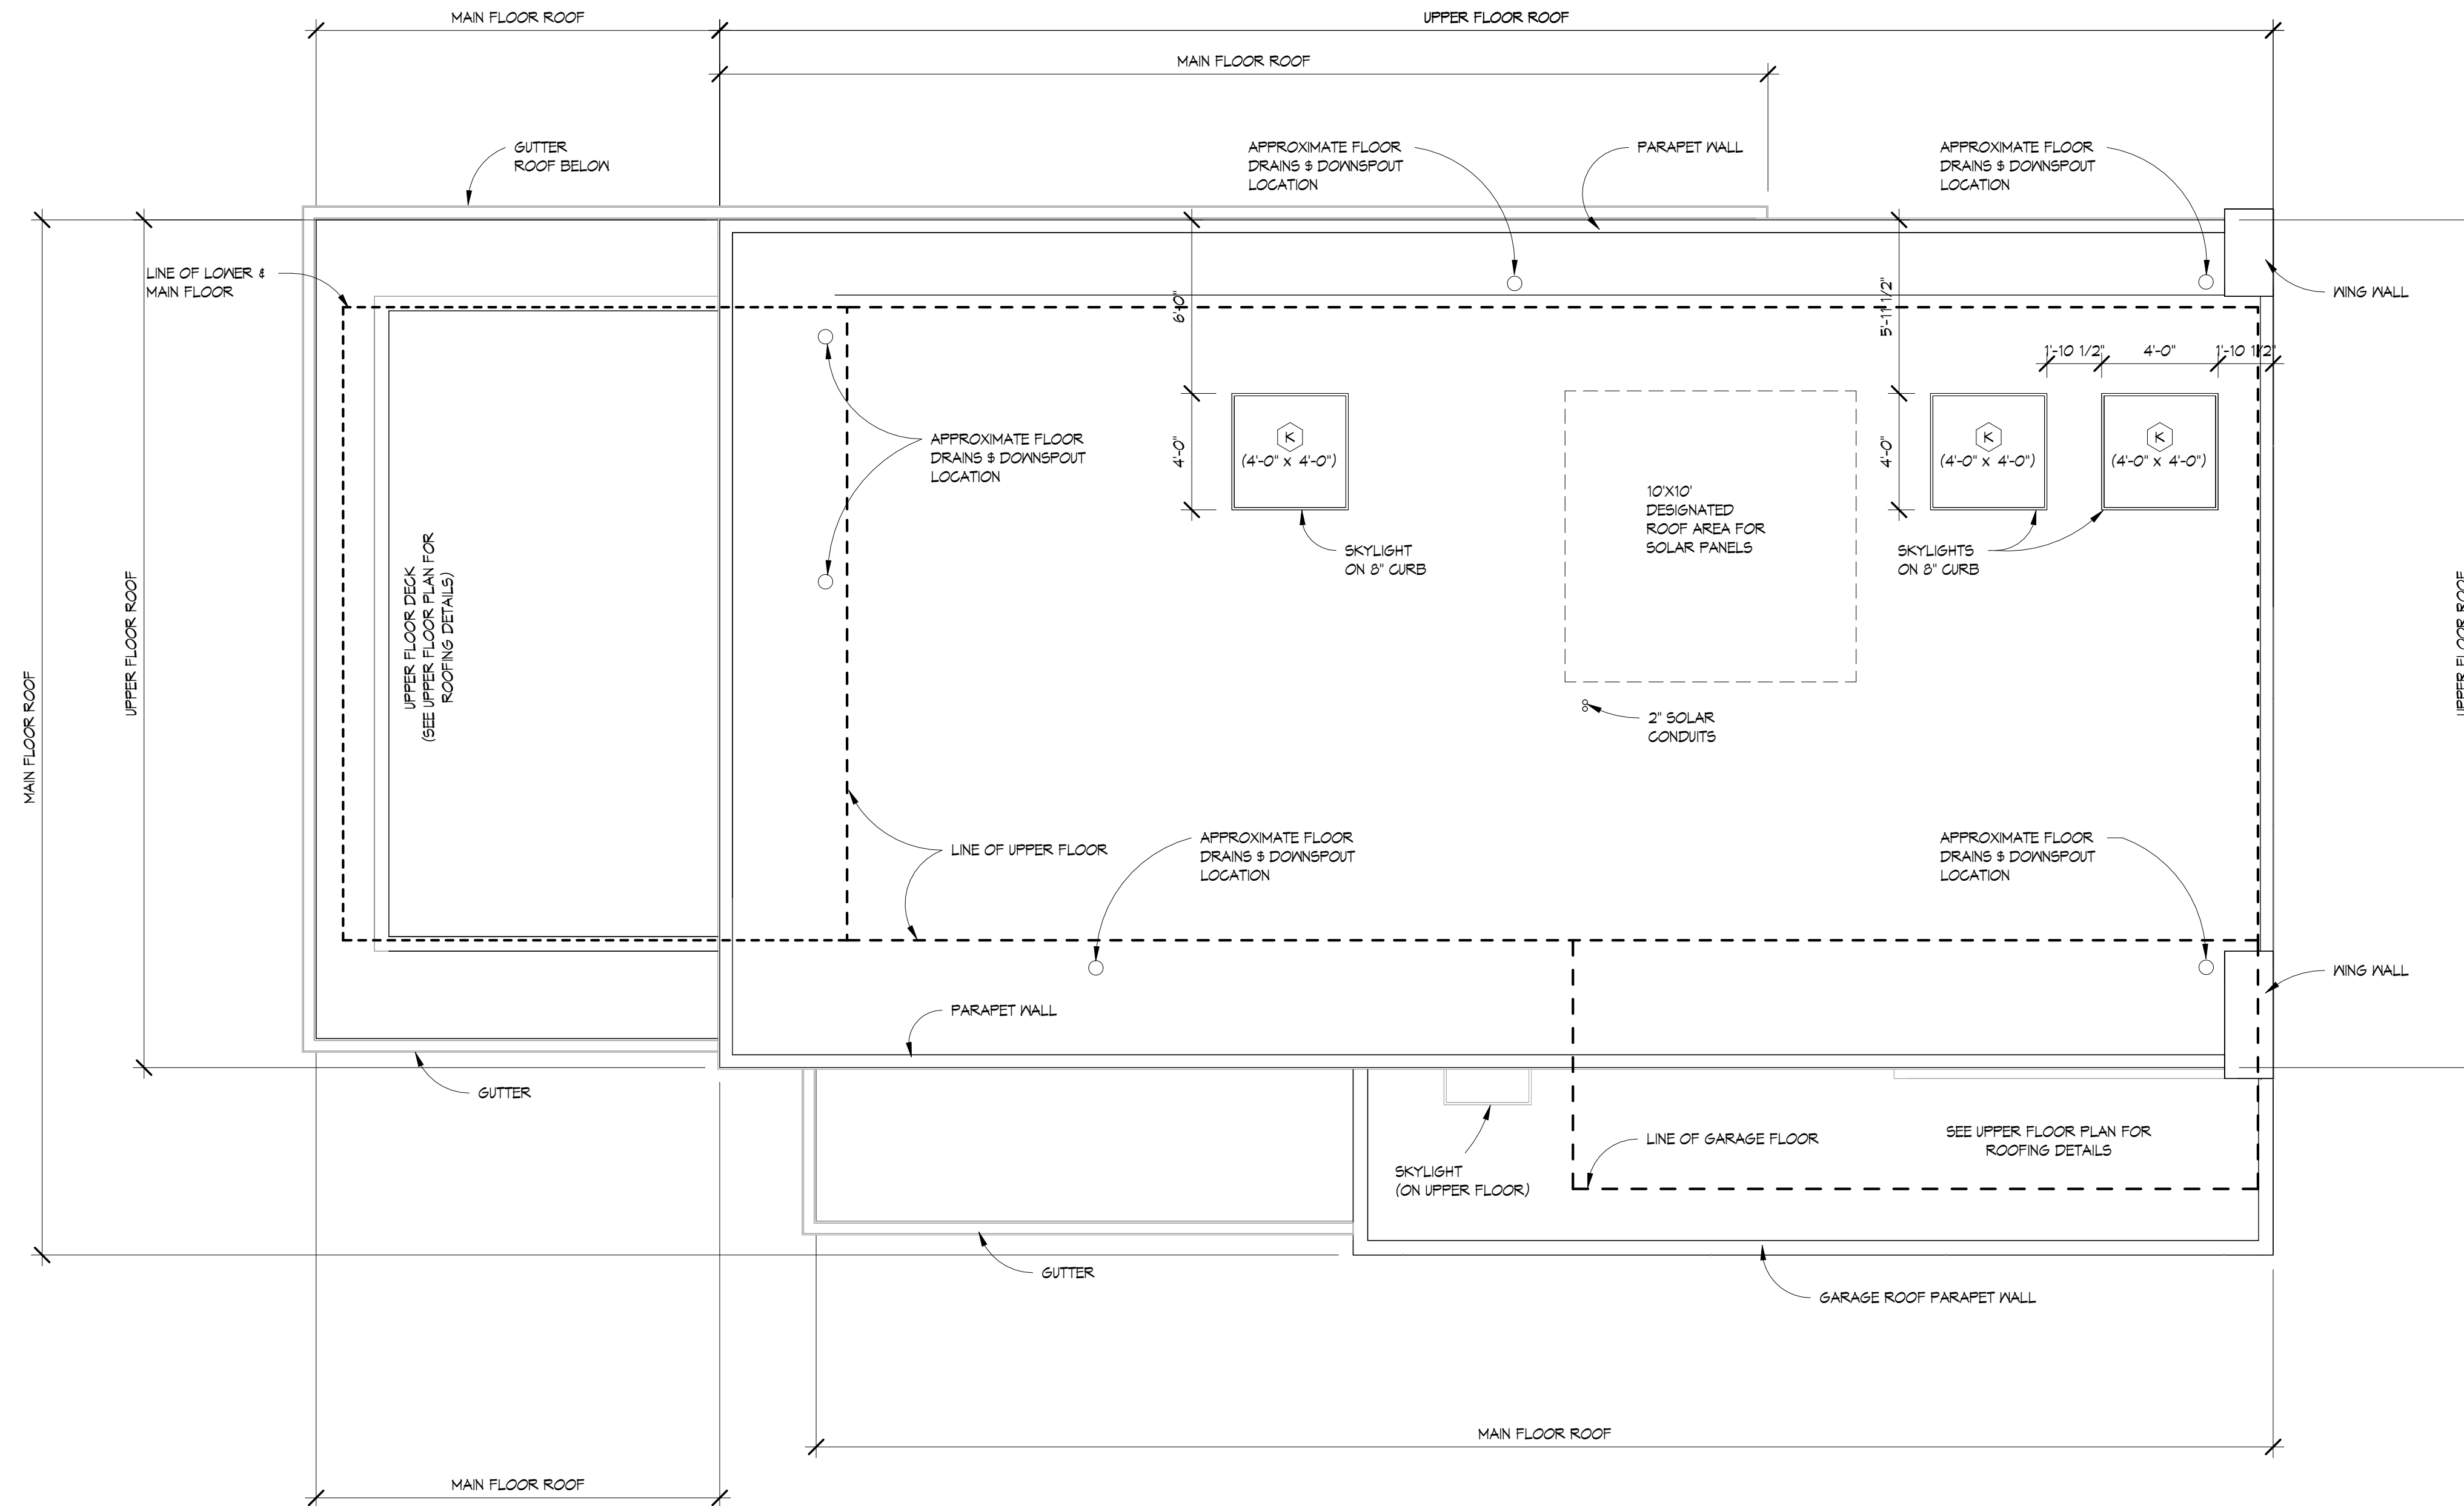 MAIN FLOOR ROOF
UPPER FLOOR ROOF
MAIN FLOOR ROOF
GUTTER
ROOF BELOW
APPROXIMATE FLOOR
DRAINS $ DOWNSPOUT
LOCATION
PARAPET WALL
APPROXIMATE FLOOR
DRAINS $ DOWNSPOUT
LOCATION
LINE OF LOWER &
MAIN FLOOR
WING WALL
6'-0"
5'-11 1/2"
1'-10 1/2"
4'-0"
1'-10 1/2"
APPROXIMATE FLOOR
DRAINS $ DOWNSPOUT
LOCATION
4'-0"
K
(4'-0" x 4'-0")
4'-0"
K
(4'-0" x 4'-0")
K
(4'-0" x 4'-0")
10'X10'
DESIGNATED
ROOF AREA FOR
SOLAR PANELS
SKYLIGHT
ON 8" CURB
SKYLIGHTS
ON 8" CURB
MAIN FLOOR ROOF
UPPER FLOOR ROOF
UPPER FLOOR DECK
(SEE UPPER FLOOR PLAN FOR
ROOFING DETAILS)
UPPER FLOOR ROOF
2" SOLAR
CONDUITS
LINE OF UPPER FLOOR
APPROXIMATE FLOOR
DRAINS $ DOWNSPOUT
LOCATION
APPROXIMATE FLOOR
DRAINS $ DOWNSPOUT
LOCATION
WING WALL
PARAPET WALL
GUTTER
LINE OF GARAGE FLOOR
SEE UPPER FLOOR PLAN FOR
ROOFING DETAILS
SKYLIGHT
(ON UPPER FLOOR)
GUTTER
GARAGE ROOF PARAPET WALL
MAIN FLOOR ROOF
MAIN FLOOR ROOF